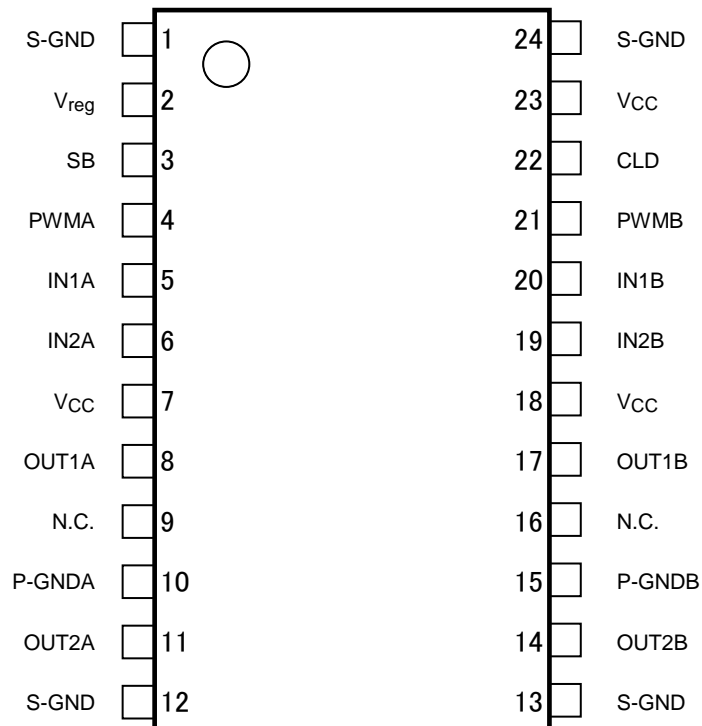 S-GND 1 24 S-GND
Vreg 2 23 VCC
SB 3 22 CLD
PWMA 4 21 PWMB
IN1A 5 20 IN1B
IN2A 6 19 IN2B
VCC 7 18 VCC
OUT1A 8 17 OUT1B
N.C. 9 16 N.C.
P-GNDA 10 15 P-GNDB
OUT2A 11 14 OUT2B
S-GND 12 13 S-GND